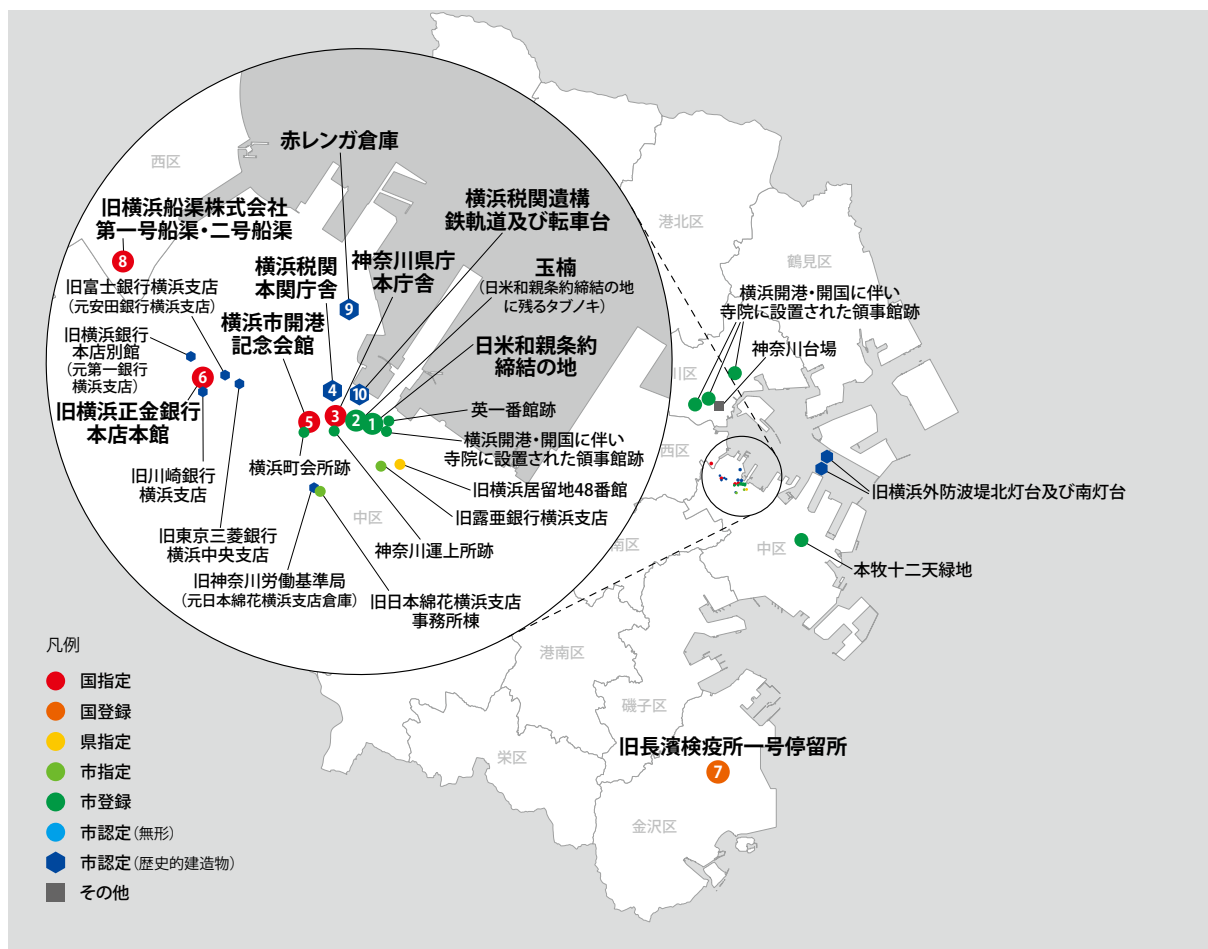 西区
赤レンガ倉庫
旧横浜船渠株式会社
第一号船渠・二号船渠
8
横浜税関遺構
鉄軌道及び転車台
横浜税関
本関庁舎
神奈川県庁
本庁舎
玉楠
(日米和親条約締結の地
に残るタブノキ)
旧富士銀行横浜支店
(元安田銀行横浜支店)
9
横浜市開港
記念会館
旧横浜銀行
本店別館
(元第一銀行
横浜支店)
日米和親条約
締結の地
6
4
10
旧横浜正金銀行
本店本館
5
3
2
1
英一番館跡
横浜開港・開国に伴い
寺院に設置された領事館跡
旧川崎銀行
横浜支店
横浜町会所跡
旧横浜居留地48番館
中区
旧露亜銀行横浜支店
旧東京三菱銀行
横浜中央支店
神奈川運上所跡
旧神奈川労働基準局
(元日本綿花横浜支店倉庫)
旧日本綿花横浜支店
事務所棟
港北区
鶴見区
横浜開港・開国に伴い
寺院に設置された領事館跡
神奈川台場
川区
西区
旧横浜外防波堤北灯台及び南灯台
南区
中区
本牧十二天緑地
港南区
磯子区
栄区
旧長濱検疫所一号停留所
7
金沢区
凡例
国指定
国登録
県指定
市指定
市登録
市認定(無形)
市認定(歴史的建造物)
その他